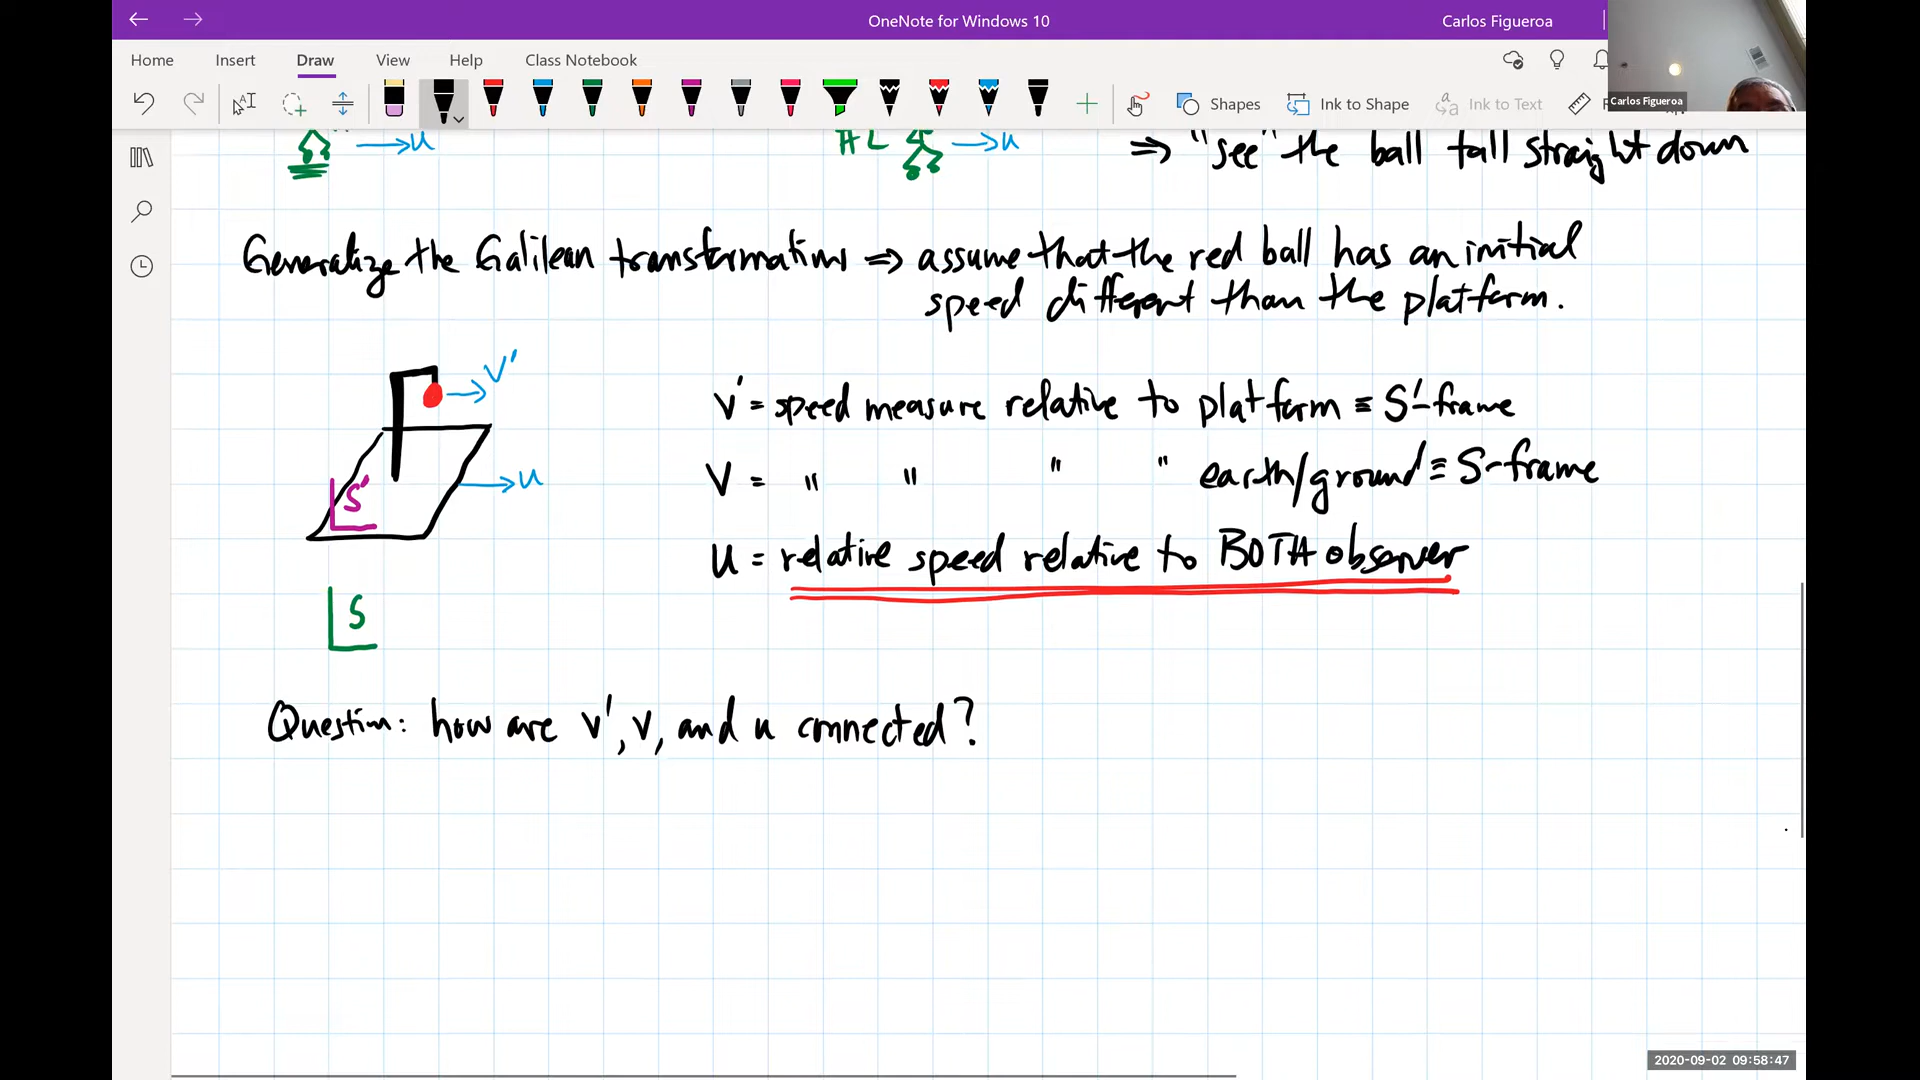 OneNote for Windows 10
Carlos Figueroa
Home Insert Draw View Help Class Notebook
Shapes Ink to Shape Ink to Text
Carlos Figueroa
→ u
→ u
⇒ "see" the ball fall straight down
Generalize the Galilean transformations ⇒ assume that the red ball has an initial
speed different than the platform.
→ V'
→ u
S'
S
V' = speed measure relative to platform ≡ S'-frame
V = " " " " earth/ground ≡ S-frame
u = relative speed relative to BOTH observer
Question: how are v', v, and u connected?
2020-09-02 09:58:47